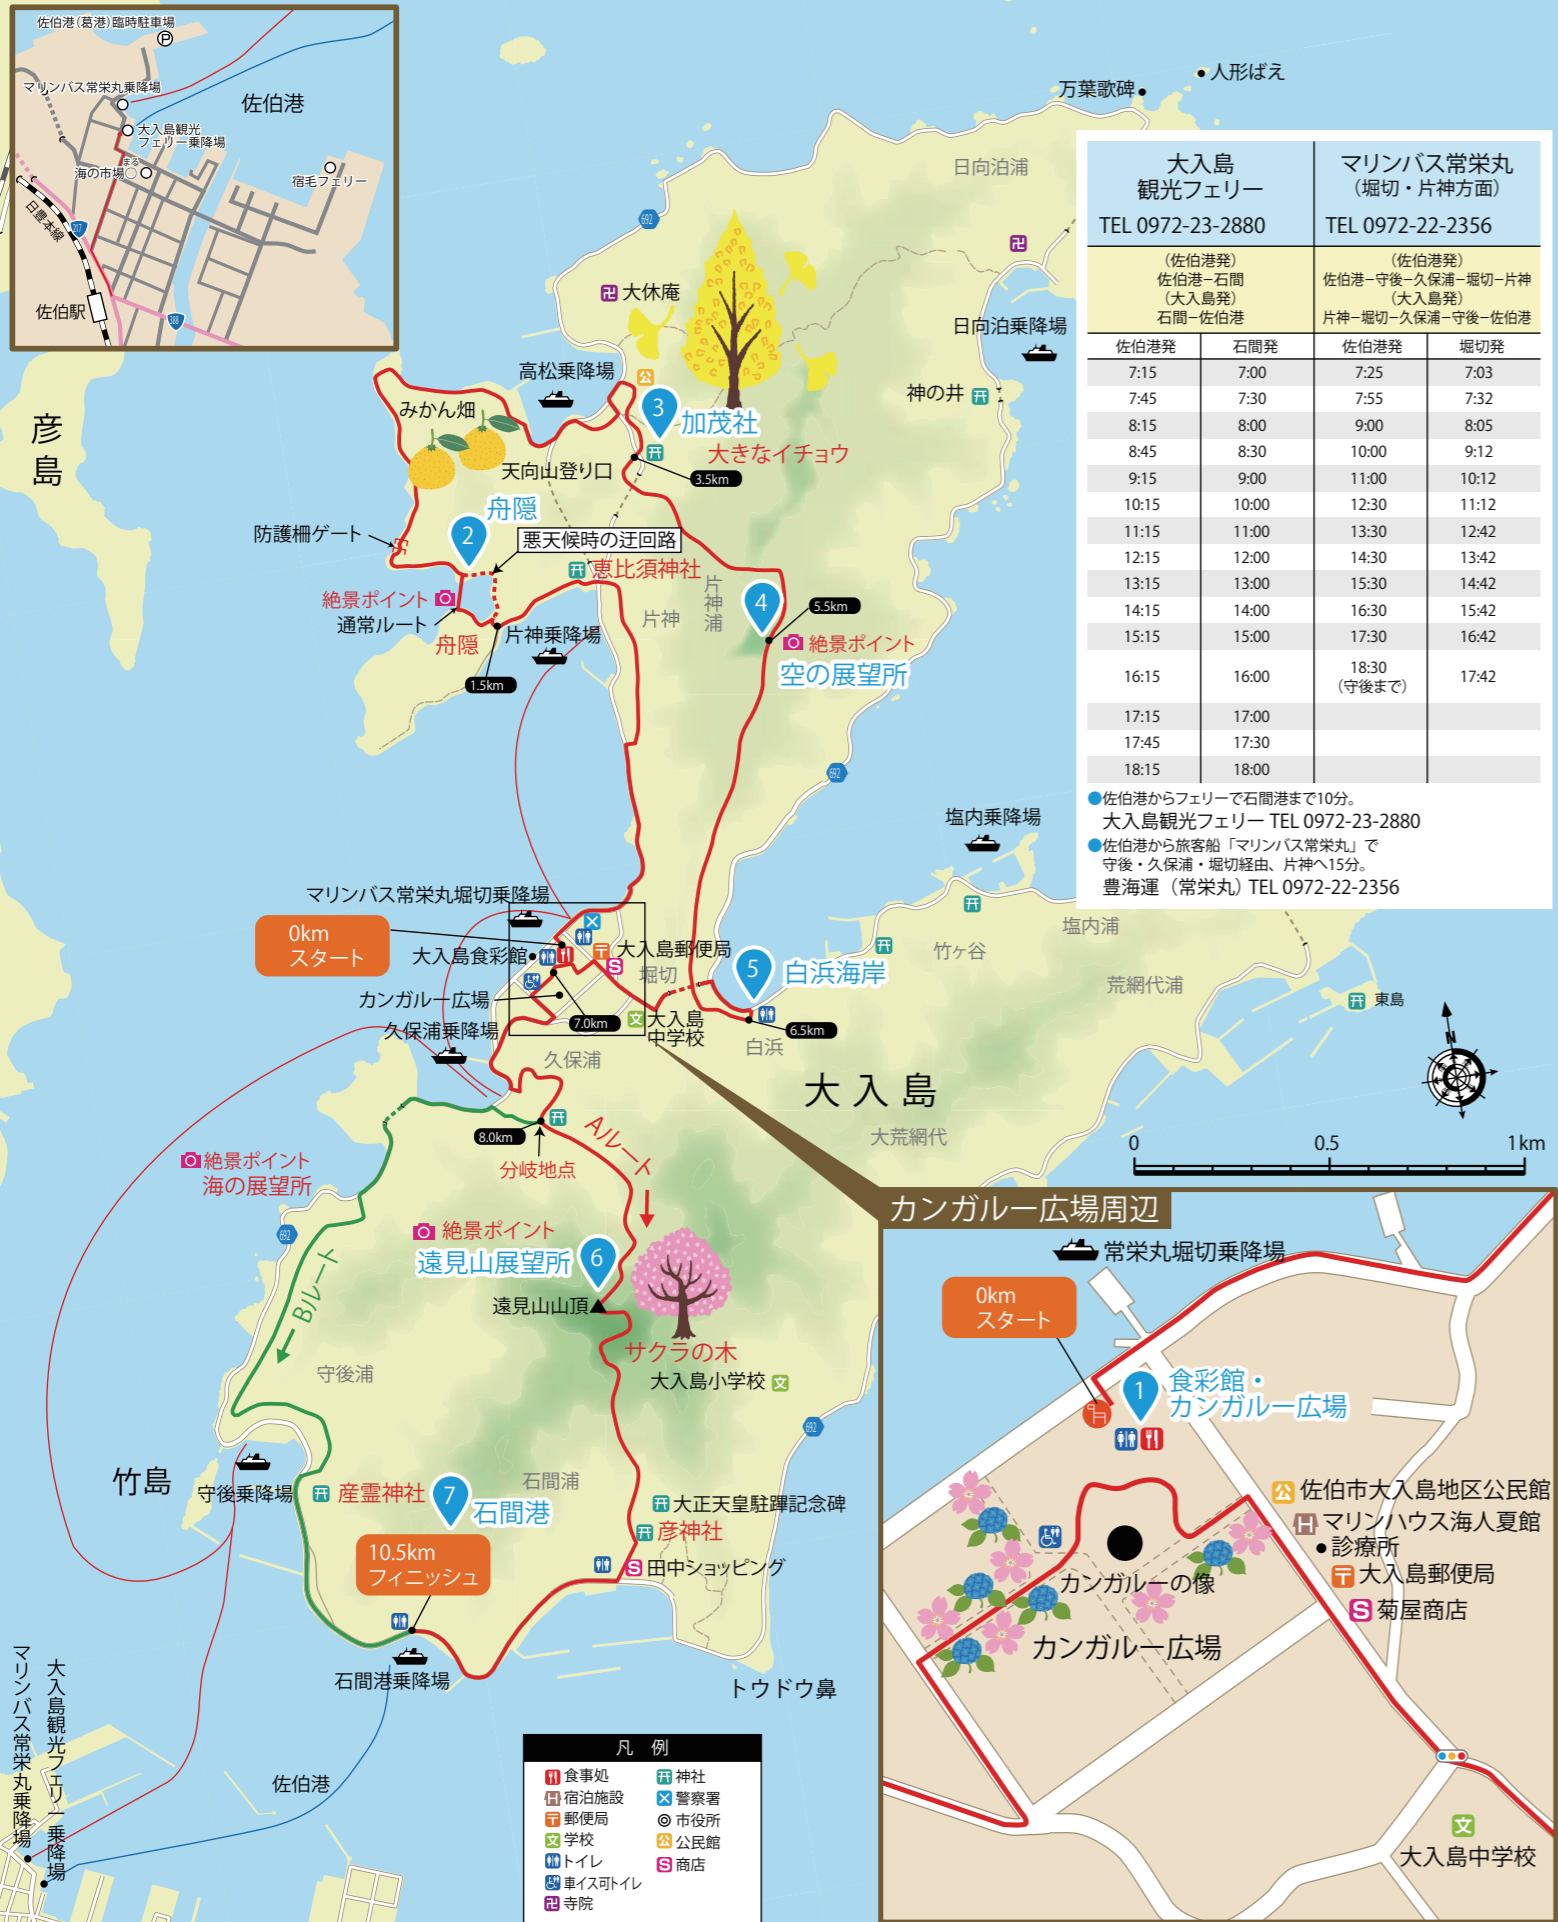 佐伯港(葛港)臨時駐車場
P
マリンバス常栄丸乗降場
佐伯港
大入島観光
フェリー乗降場
まる
海の市場○
宿毛フェリー
日豊本線
217
佐伯駅
388
人形ばえ
万葉歌碑
日向泊浦
692
大休庵
日向泊乗降場
神の井
高松乗降場
公
3
加茂社
大きなイチョウ
3.5km
みかん畑
天向山登り口
彦島
防護柵ゲート
2
舟隠
悪天候時の迂回路
恵比須神社
絶景ポイント
通常ルート
舟隠
片神乗降場
1.5km
片神
片神浦
4
5.5km
絶景ポイント
空の展望所
692
塩内乗降場
マリンバス常栄丸堀切乗降場
0km
スタート
大入島食彩館
大入島郵便局
堀切
カンガルー広場
久保浦乗降場
7.0km
大入島
中学校
5
白浜海岸
6.5km
白浜
塩内浦
竹ヶ谷
荒網代浦
東島
久保浦
大入島
大荒網代
N
0 0.5 1km
8.0km
分岐地点
Aルート
絶景ポイント
海の展望所
692
Bルート
絶景ポイント
遠見山展望所
6
遠見山山頂
サクラの木
大入島小学校
文
守後浦
692
竹島
守後乗降場
産霊神社
7
石間港
石間浦
大正天皇駐蹕記念碑
彦神社
田中ショッピング
10.5km
フィニッシュ
石間港乗降場
トウドウ鼻
大入島観光フェリー乗降場
マリンバス常栄丸乗降場
佐伯港
大入島
観光フェリー
TEL 0972-23-2880
マリンバス常栄丸
(堀切・片神方面)
TEL 0972-22-2356
(佐伯港発)
佐伯港−石間
(大入島発)
石間−佐伯港
(佐伯港発)
佐伯港−守後−久保浦−堀切−片神
(大入島発)
片神−堀切−久保浦−守後−佐伯港
佐伯港発 石間発 佐伯港発 堀切発
7:15 7:00 7:25 7:03
7:45 7:30 7:55 7:32
8:15 8:00 9:00 8:05
8:45 8:30 10:00 9:12
9:15 9:00 11:00 10:12
10:15 10:00 12:30 11:12
11:15 11:00 13:30 12:42
12:15 12:00 14:30 13:42
13:15 13:00 15:30 14:42
14:15 14:00 16:30 15:42
15:15 15:00 17:30 16:42
16:15 16:00 18:30(守後まで) 17:42
17:15 17:00
17:45 17:30
18:15 18:00
●佐伯港からフェリーで石間港まで10分。
大入島観光フェリー TEL 0972-23-2880
●佐伯港から旅客船「マリンバス常栄丸」で
守後・久保浦・堀切経由、片神へ15分。
豊海運(常栄丸) TEL 0972-22-2356
カンガルー広場周辺
常栄丸堀切乗降場
0km
スタート
1
食彩館・
カンガルー広場
公 佐伯市大入島地区公民館
H マリンハウス海人夏館
●診療所
〒 大入島郵便局
S 菊屋商店
カンガルーの像
カンガルー広場
文
大入島中学校
凡 例
食事処
H 宿泊施設
〒 郵便局
文 学校
トイレ
車イス可トイレ
卍 寺院
神社
警察署
◎ 市役所
公 公民館
S 商店